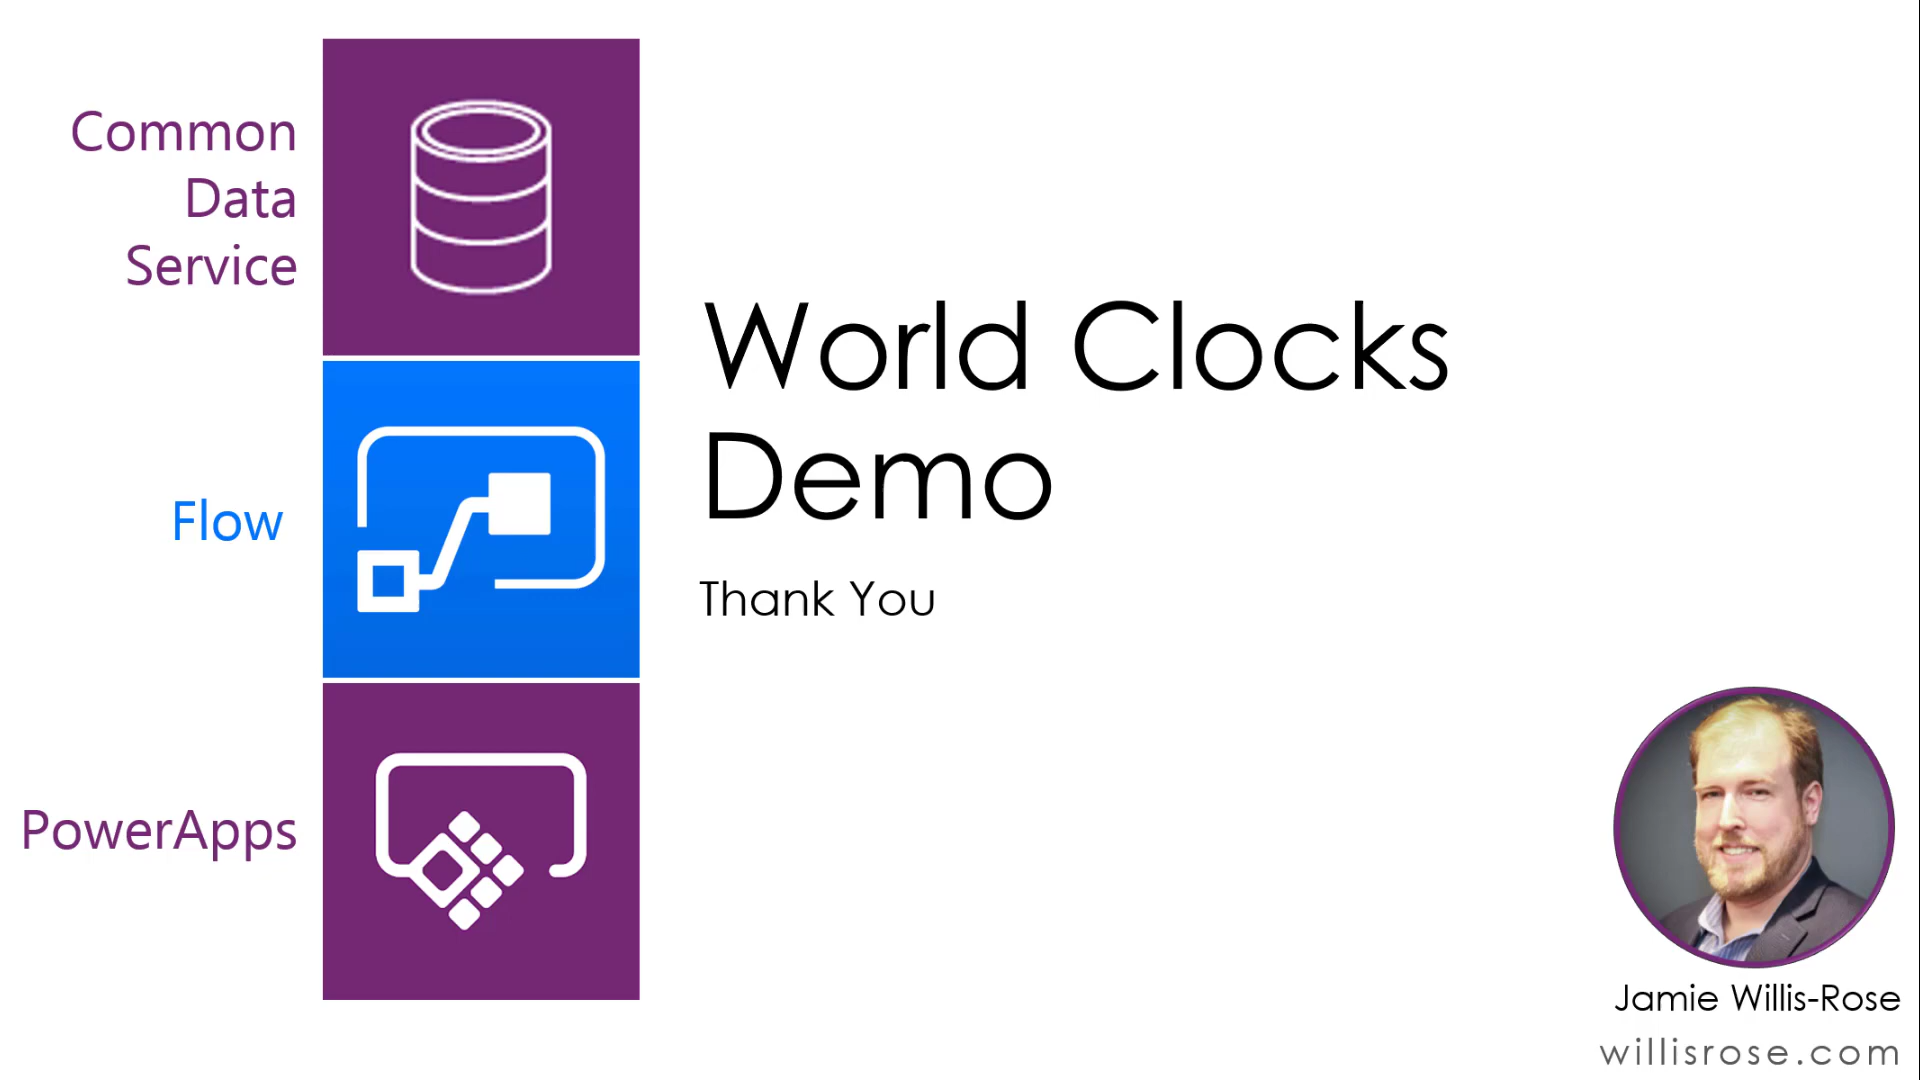 Common
Data
Service
Flow
PowerApps
World Clocks
Demo
Thank You
Jamie Willis-Rose
willisrose.com